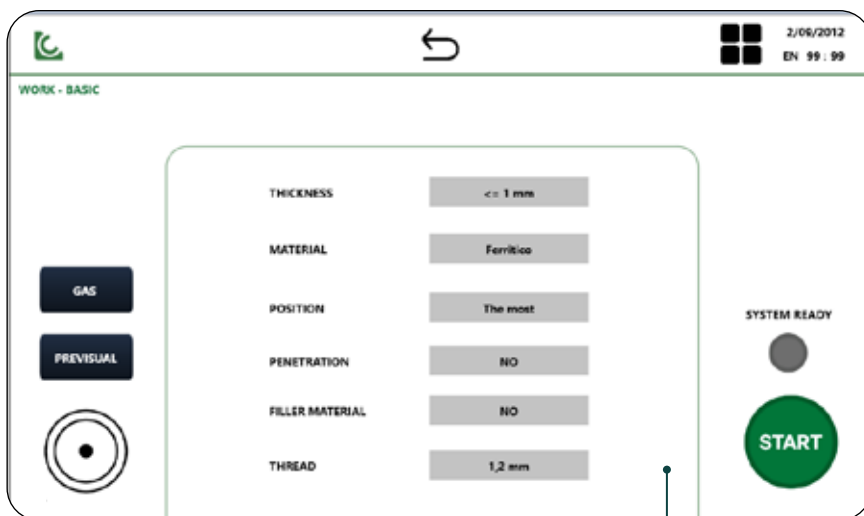 2/09/2012
EN 99 : 99
WORK - BASIC
THICKNESS <= 1 mm
MATERIAL Ferritico
GAS
POSITION The most
SYSTEM READY
PREVISUAL
PENETRATION NO
FILLER MATERIAL NO
START
THREAD 1,2 mm